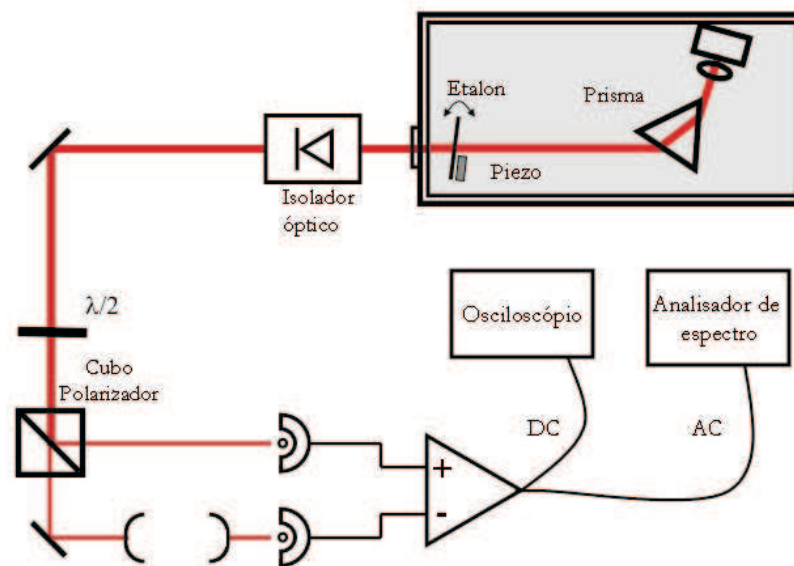 Etalon
Prisma
Piezo
Isolador
óptico
λ/2
Cubo
Polarizador
Osciloscópio
Analisador de
espectro
DC
AC
+
-